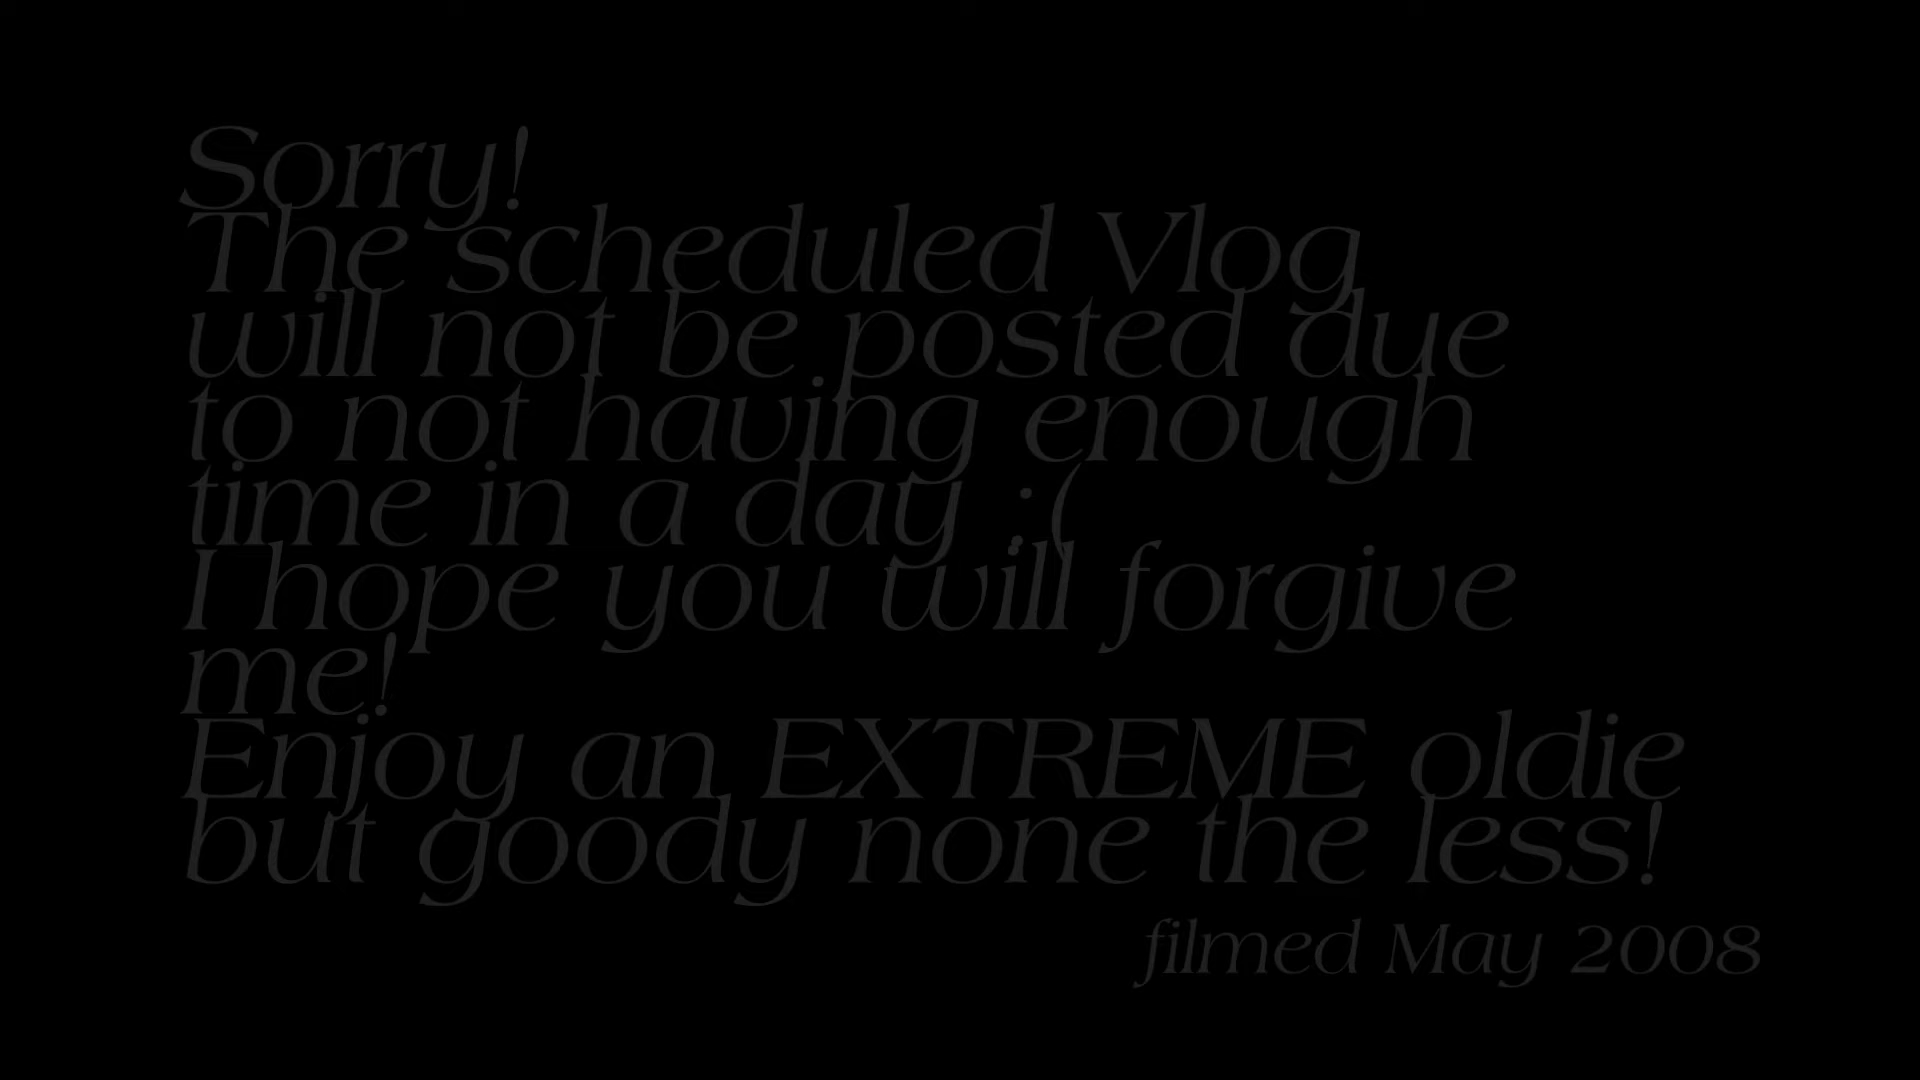 Sorry!
The scheduled Vlog
will not be posted due
to not having enough
time in a day :(
I hope you will forgive
me!
Enjoy an EXTREME oldie
but goody none the less!
filmed May 2008